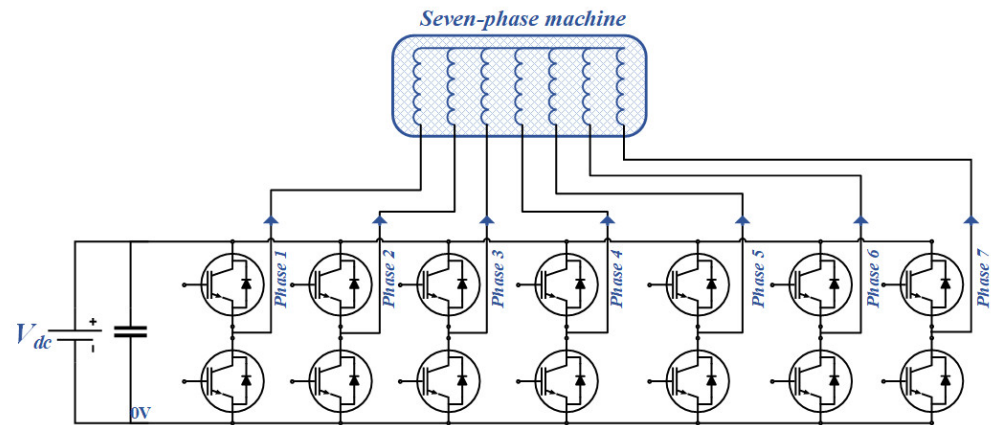 Seven-phase machine
Phase 1
Phase 2
Phase 3
Phase 4
Phase 5
Phase 6
Phase 7
+
Vdc
-
0V